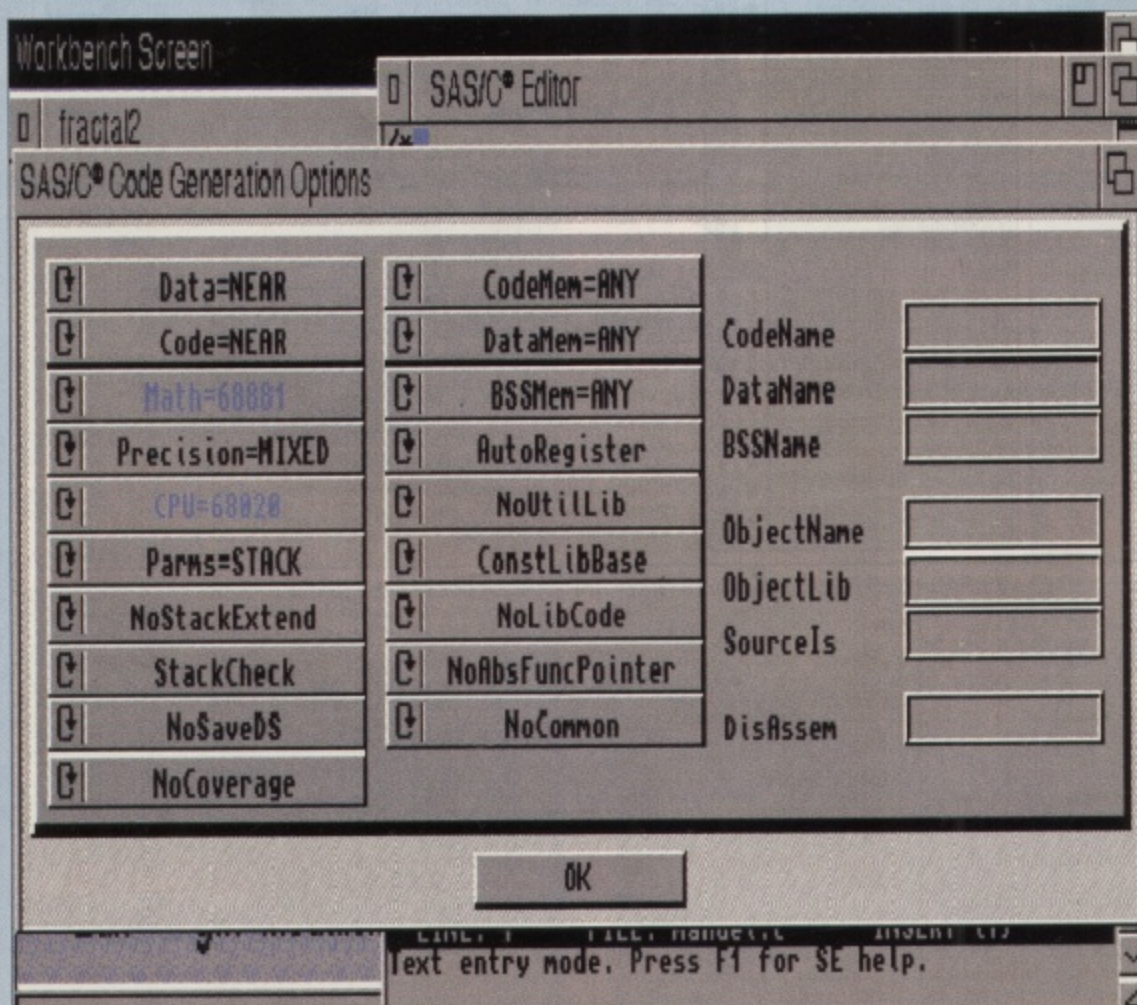 Workbench Screen
SAS/C® Editor
fractal2
/*
SAS/C® Code Generation Options
Data=NEAR
Code=NEAR
Math=68881
Precision=MIXED
CPU=68020
Parms=STACK
NoStackExtend
StackCheck
NoSaveDS
NoCoverage
CodeMem=ANY
DataMem=ANY
BSSMem=ANY
AutoRegister
NoUtilLib
ConstLibBase
NoLibCode
NoAbsFuncPointer
NoCommon
CodeName
DataName
BSSName
ObjectName
ObjectLib
SourceIs
DisAssem
OK
Text entry mode. Press F1 for SE help.